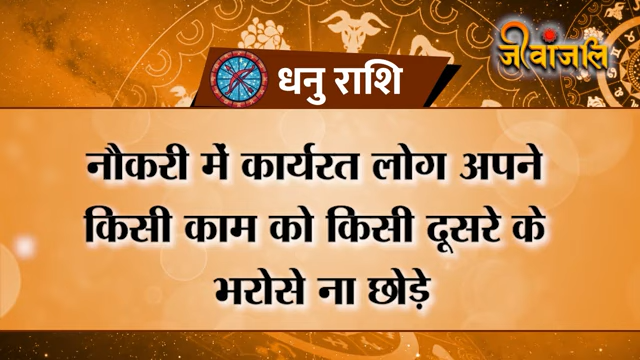 जीवांजलि
धनु राशि
नौकरी में कार्यरत लोग अपने
किसी काम को किसी दूसरे के
भरोसे ना छोड़े